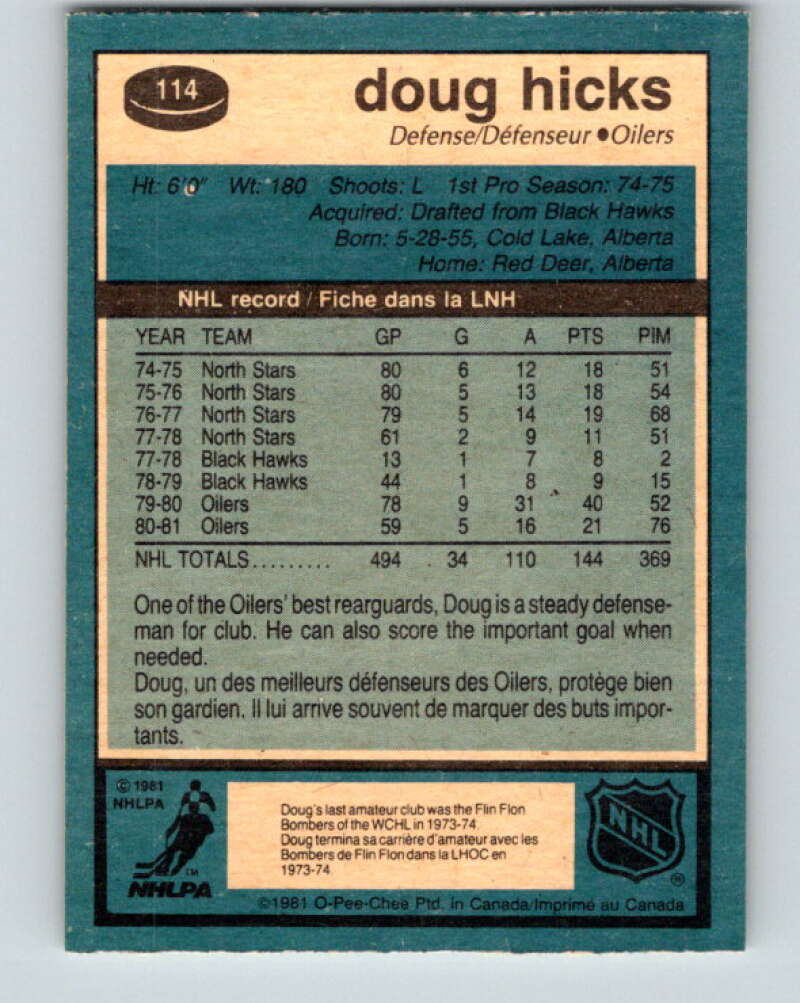 114
doug hicks
Defense/Défenseur ●Oilers
Ht: 6'0" Wt: 180 Shoots: L 1st Pro Season: 74-75
Acquired: Drafted from Black Hawks
Born: 5-28-55, Cold Lake, Alberta
Home: Red Deer, Alberta
NHL record / Fiche dans la LNH
YEAR TEAM GP G A PTS PIM
74-75 North Stars 80 6 12 18 51
75-76 North Stars 80 5 13 18 54
76-77 North Stars 79 5 14 19 68
77-78 North Stars 61 2 9 11 51
77-78 Black Hawks 13 1 7 8 2
78-79 Black Hawks 44 1 8 9 15
79-80 Oilers 78 9 31 40 52
80-81 Oilers 59 5 16 21 76
NHL TOTALS......... 494 34 110 144 369
One of the Oilers' best rearguards, Doug is a steady defense-
man for club. He can also score the important goal when
needed.
Doug, un des meilleurs défenseurs des Oilers, protège bien
son gardien. Il lui arrive souvent de marquer des buts impor-
tants.
© 1981
NHLPA
TM
NHLPA
Doug's last amateur club was the Flin Flon
Bombers of the WCHL in 1973-74.
Doug termina sa carrière d'amateur avec les
Bombers de Flin Flon dans la LHOC en
1973-74
NHL
®
©1981 O-Pee-Chee Ptd. in Canada/Imprimé au Canada